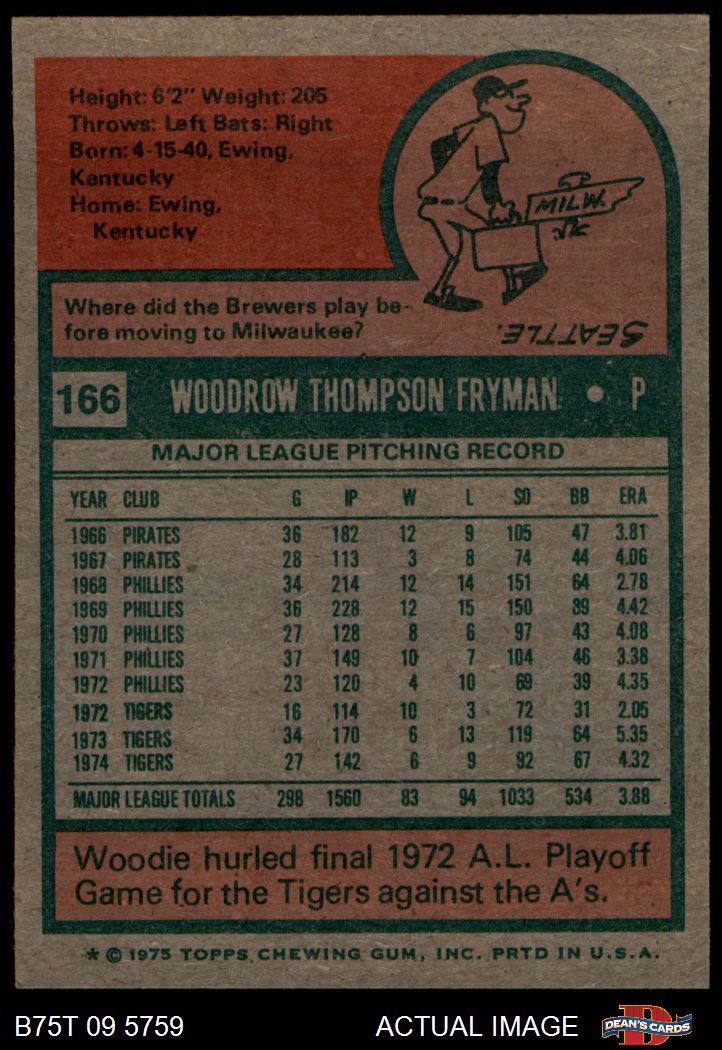 Height: 6'2" Weight: 205
Throws: Left Bats: Right
Born: 4-15-40, Ewing,
Kentucky
Home: Ewing,
Kentucky
MILW.
Where did the Brewers play be-
fore moving to Milwaukee?
SEATTLE.
166 WOODROW THOMPSON FRYMAN • P
MAJOR LEAGUE PITCHING RECORD
YEAR CLUB G IP W L SO BB ERA
1966 PIRATES 36 182 12 9 105 47 3.81
1967 PIRATES 28 113 3 8 74 44 4.06
1968 PHILLIES 34 214 12 14 151 64 2.78
1969 PHILLIES 36 228 12 15 150 89 4.42
1970 PHILLIES 27 128 8 6 97 43 4.08
1971 PHILLIES 37 149 10 7 104 46 3.38
1972 PHILLIES 23 120 4 10 69 39 4.35
1972 TIGERS 16 114 10 3 72 31 2.05
1973 TIGERS 34 170 6 13 119 64 5.35
1974 TIGERS 27 142 6 9 92 67 4.32
MAJOR LEAGUE TOTALS 298 1560 83 94 1033 534 3.88
Woodie hurled final 1972 A.L. Playoff
Game for the Tigers against the A's.
* © 1975 TOPPS CHEWING GUM, INC. PRTD IN U.S.A.
B75T 09 5759 ACTUAL IMAGE DEAN'S CARDS